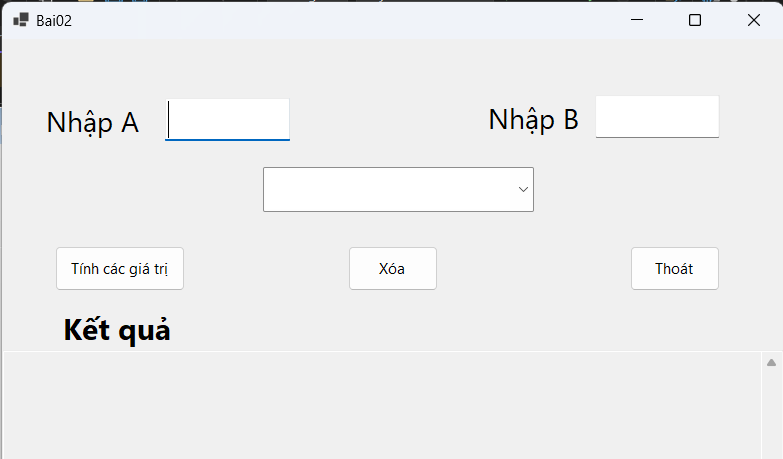 Bai02
Nhập A
Nhập B
Tính các giá trị
Xóa
Thoát
Kết quả